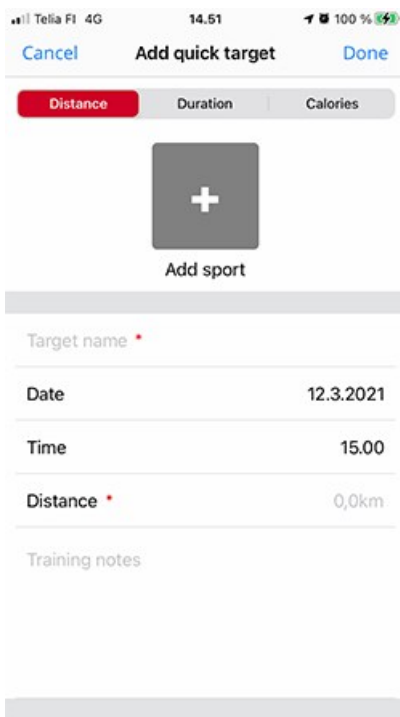 Telia FI 4G 14.51 100 %
Cancel Add quick target Done
Distance Duration Calories
Add sport
Target name *
Date 12.3.2021
Time 15.00
Distance * 0,0km
Training notes